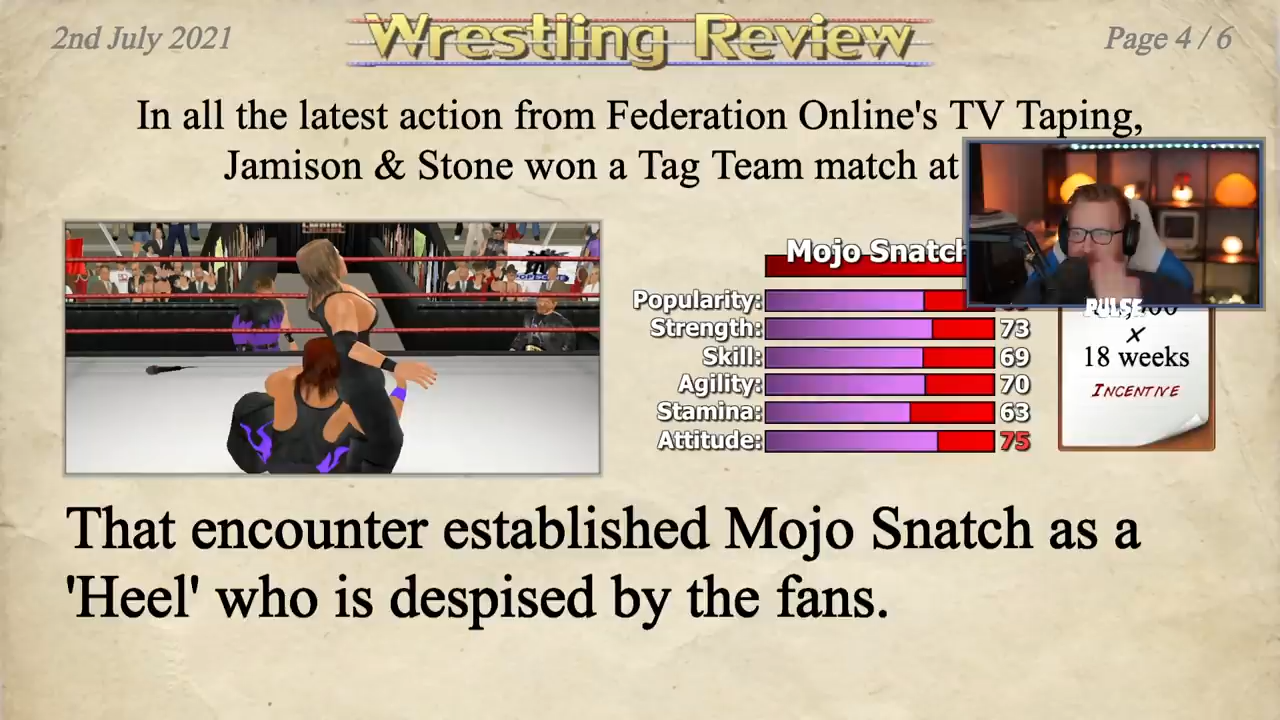 2nd July 2021
Wrestling Review
Page 4 / 6
In all the latest action from Federation Online's TV Taping,
Jamison & Stone won a Tag Team match at
Mojo Snatch
Popularity:
Strength: 73
Skill: 69
Agility: 70
Stamina: 63
Attitude: 75
PULSE
x
18 weeks
INCENTIVE
That encounter established Mojo Snatch as a
'Heel' who is despised by the fans.